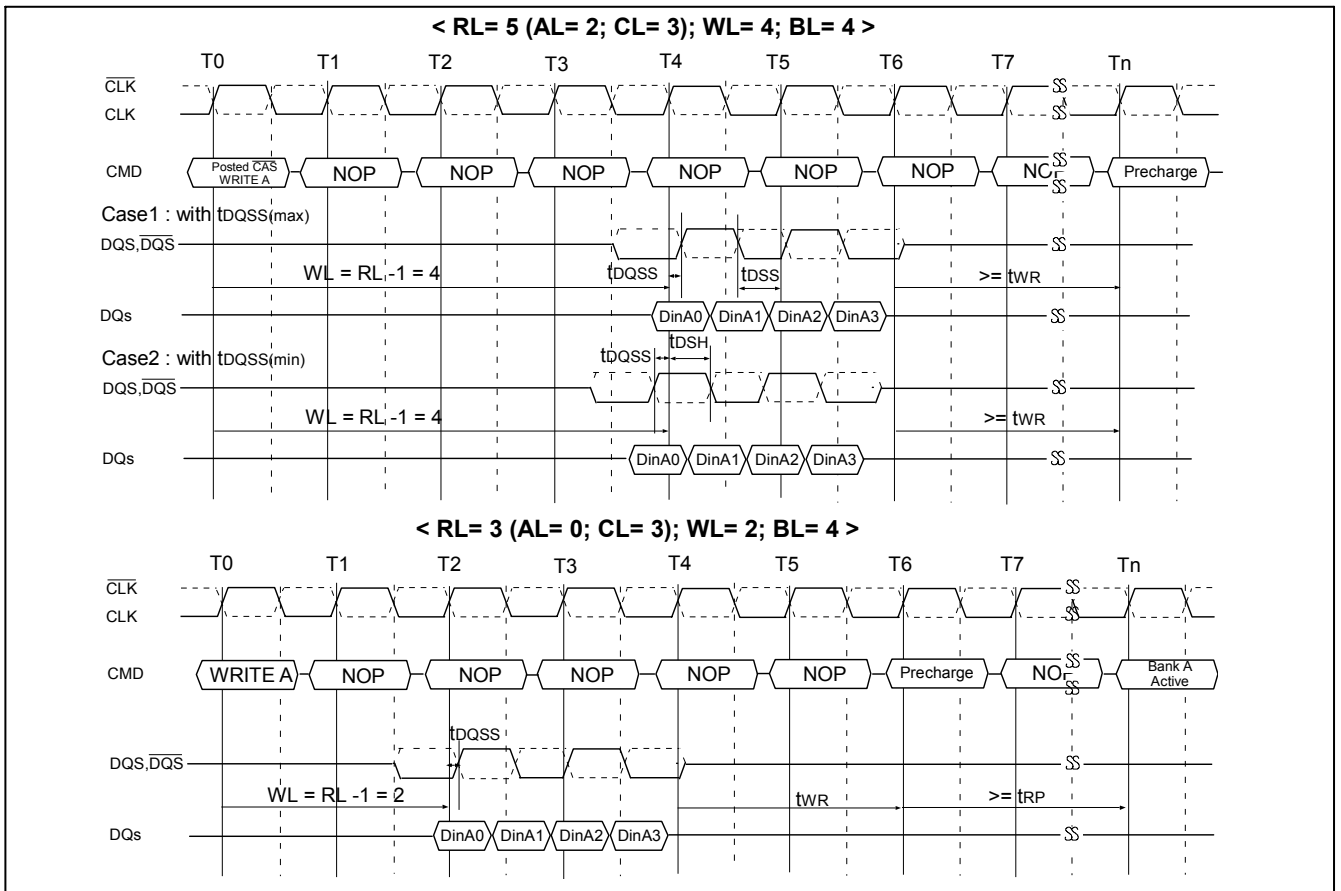 < RL= 5 (AL= 2; CL= 3); WL= 4; BL= 4 >
T0 T1 T2 T3 T4 T5 T6 T7 Tn
CLK
CLK
CMD Posted CAS WRITE A NOP NOP NOP NOP NOP NOP NOP Precharge
Case1 : with tDQSS(max)
DQS,DQS
WL = RL -1 = 4 tDQSS tDSS >= tWR
DQs DinA0 DinA1 DinA2 DinA3
Case2 : with tDQSS(min) tDQSS tDSH
DQS,DQS
WL = RL -1 = 4 >= tWR
DQs DinA0 DinA1 DinA2 DinA3
< RL= 3 (AL= 0; CL= 3); WL= 2; BL= 4 >
T0 T1 T2 T3 T4 T5 T6 T7 Tn
CLK
CLK
CMD WRITE A NOP NOP NOP NOP NOP Precharge NOP Bank A Active
tDQSS
DQS,DQS
WL = RL -1 = 2 tWR >= tRP
DQs DinA0 DinA1 DinA2 DinA3